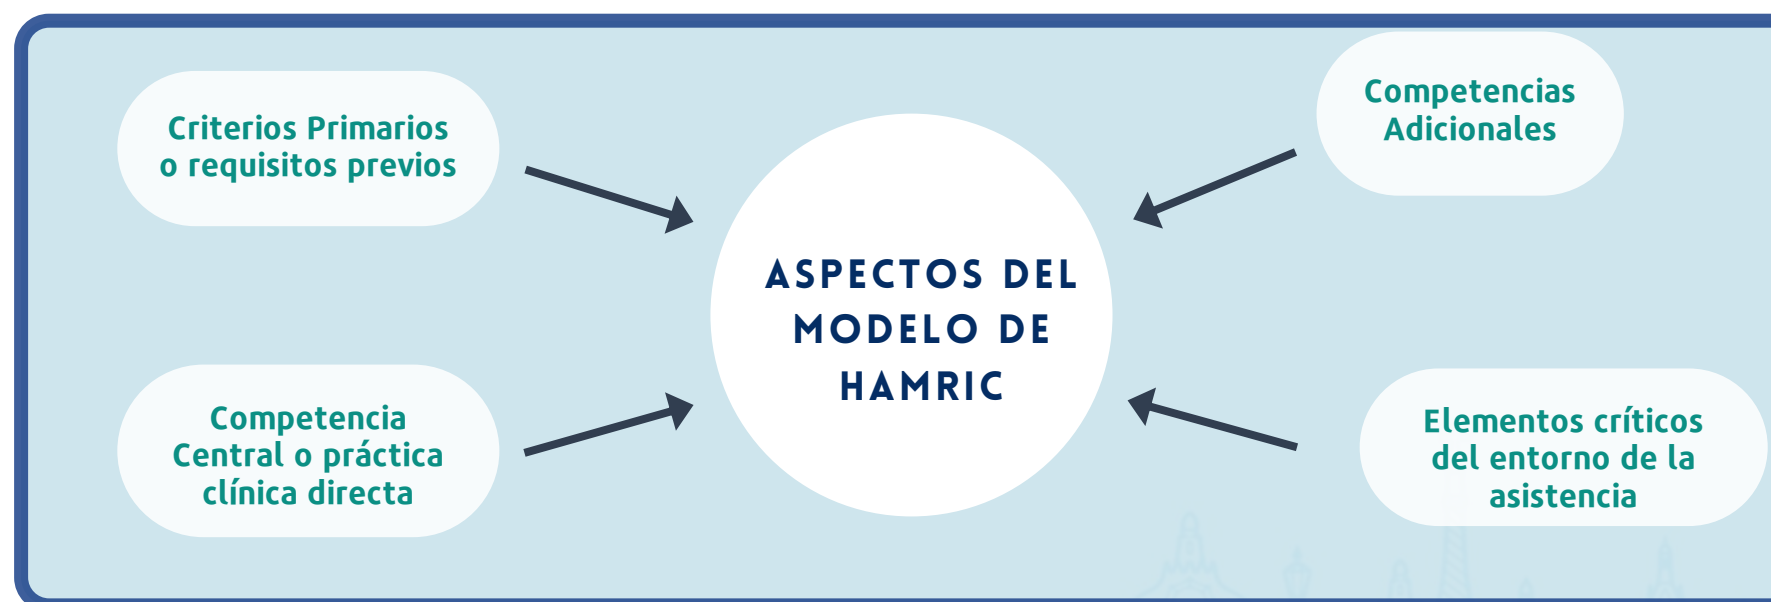 Criterios Primarios
o requisitos previos
Competencias
Adicionales
ASPECTOS DEL
MODELO DE
HAMRIC
Competencia
Central o práctica
clínica directa
Elementos críticos
del entorno de la
asistencia